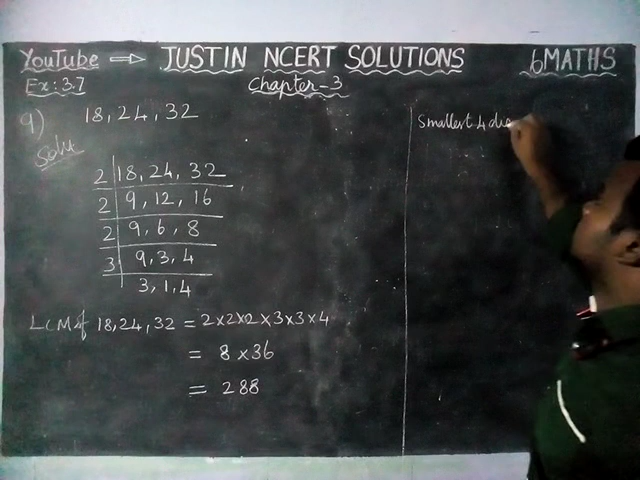 YouTube ⇒ JUSTIN NCERT SOLUTIONS 6MATHS
Ex: 3.7 Chapter-3
9) 18, 24, 32
Solu
2 | 18, 24, 32
2 | 9, 12, 16
2 | 9, 6, 8
3 | 9, 3, 4
3, 1, 4
LCM of 18, 24, 32 = 2×2×2×3×3×4
= 8×36
= 288
Smallest 4